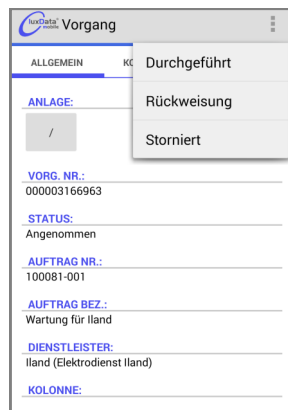 luxData mobile Vorgang
ALLGEMEIN
Durchgeführt
Rückweisung
Storniert
ANLAGE:
/
VORG. NR.:
000003166963
STATUS:
Angenommen
AUFTRAG NR.:
100081-001
AUFTRAG BEZ.:
Wartung für Iland
DIENSTLEISTER:
Iland (Elektrodienst Iland)
KOLONNE: